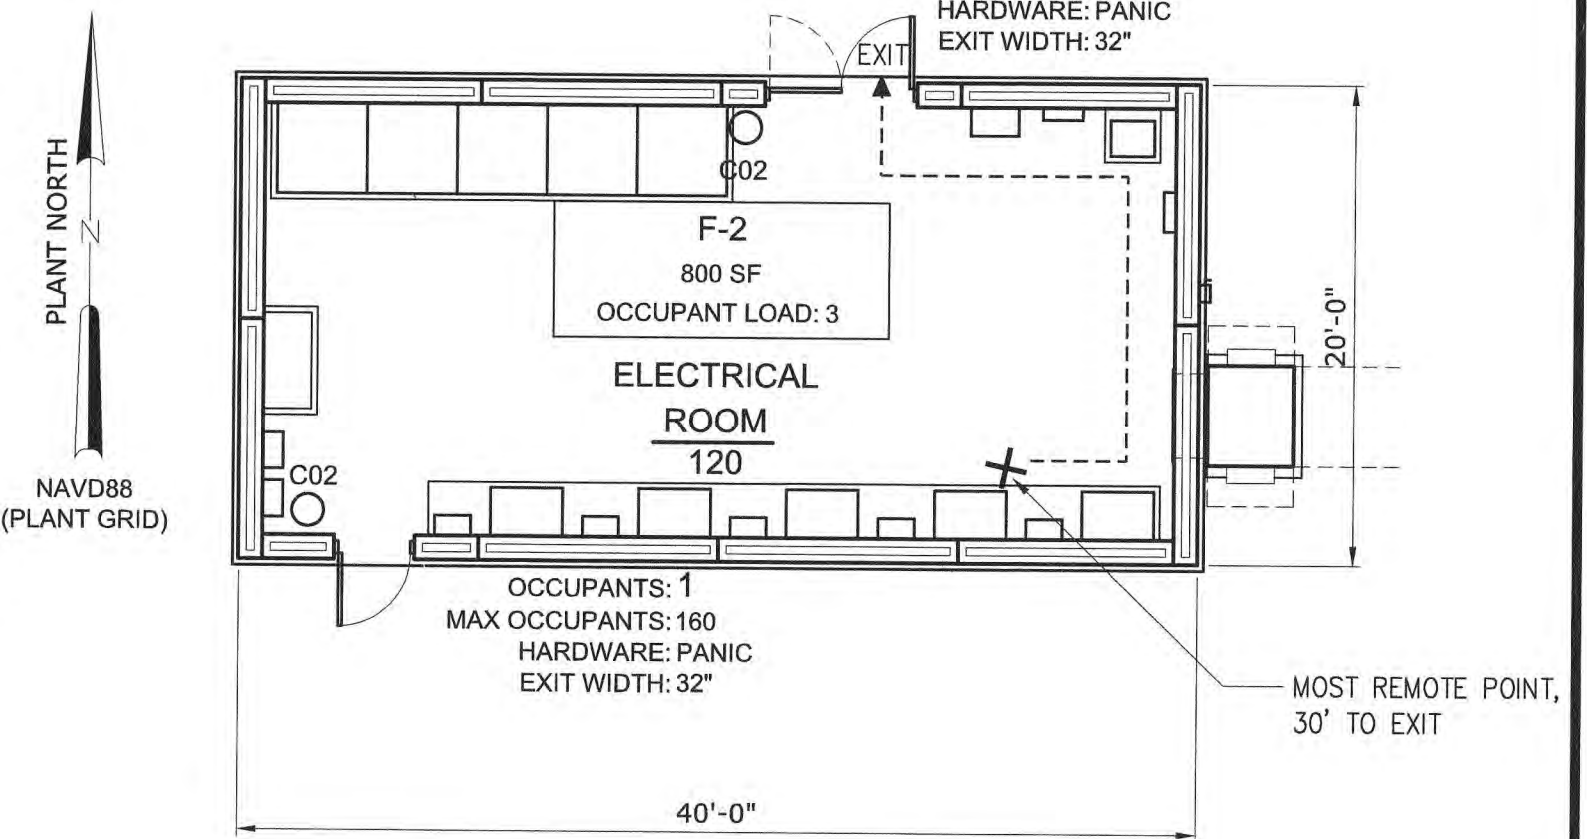 HARDWARE: PANIC
EXIT WIDTH: 32"
EXIT
PLANT NORTH
N
NAVD88
(PLANT GRID)
C02
F-2
800 SF
OCCUPANT LOAD: 3
ELECTRICAL
ROOM
120
C02
20'-0"
OCCUPANTS: 1
MAX OCCUPANTS: 160
HARDWARE: PANIC
EXIT WIDTH: 32"
MOST REMOTE POINT,
30' TO EXIT
40'-0"